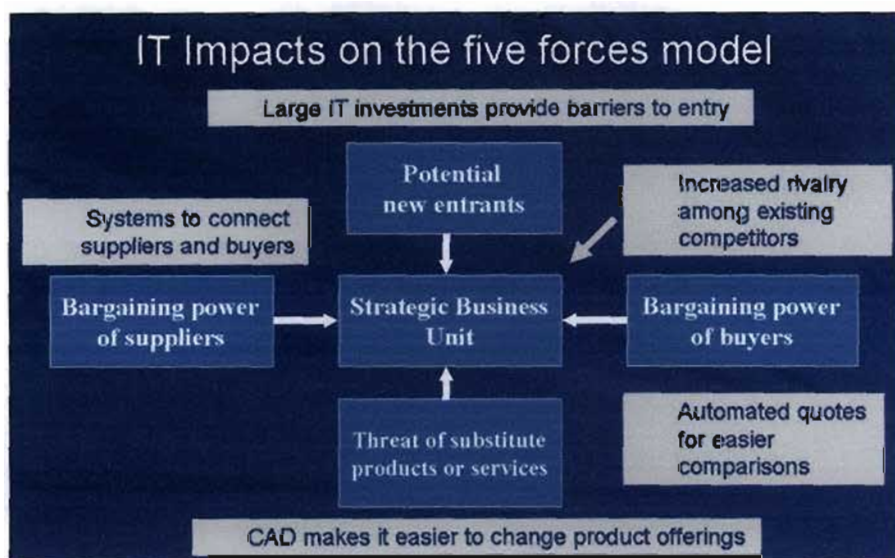 IT Impacts on the five forces model
Large IT investments provide barriers to entry
Potential
new entrants
Increased rivalry
among existing
competitors
Systems to connect
suppliers and buyers
Bargaining power
of suppliers
Strategic Business
Unit
Bargaining power
of buyers
Threat of substitute
products or services
Automated quotes
for easier
comparisons
CAD makes it easier to change product offerings